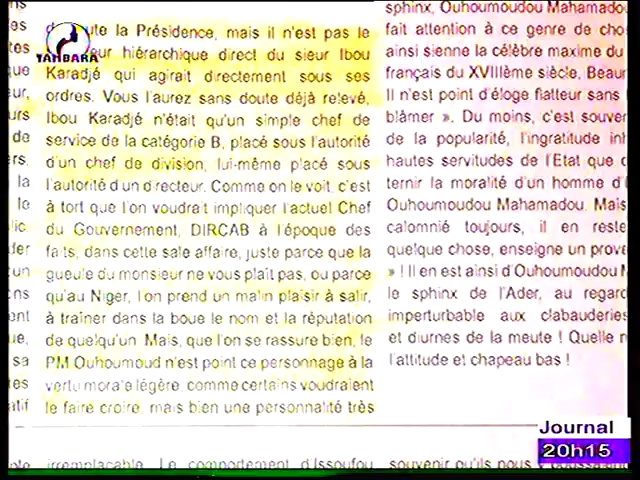 TAMBARA
de toute la Présidence, mais il n'est pas le
hiérarchique direct du sieur Ibou
Karadjé qui agirait directement sous ses
ordres. Vous l'aurez sans doute déjà relevé,
Ibou Karadjé n'était qu'un simple chef de
service de la catégorie B, placé sous l'autorité
d'un chef de division, lui-même placé sous
l'autorité d'un directeur. Comme on le voit, c'est
à tort que l'on voudrait impliquer l'actuel Chef
du Gouvernement, DIRCAB à l'époque des
faits, dans cette sale affaire, juste parce que la
gueule du monsieur ne vous plaît pas, ou parce
qu'au Niger, l'on prend un malin plaisir à salir,
à traîner dans la boue le nom et la réputation
de quelqu'un. Mais, que l'on se rassure bien, le
PM Ouhoumoud n'est point ce personnage à la
vertu morale légère, comme certains voudraient
le faire croire, mais bien une personnalité très
irremplaçable. Le comportement d'Issoufou
sphinx, Ouhoumoudou Mahamadou
fait attention à ce genre de cho
ainsi sienne la célèbre maxime du
français du XVIIIème siècle, Beaur
Il n'est point d'éloge flatteur sans
blâmer ». Du moins, c'est souver
de la popularité, l'ingratitude inh
hautes servitudes de l'Etat que
ternir la moralité d'un homme d'
Ouhoumoudou Mahamadou. Mais
calomnié toujours, il en reste
quelque chose, enseigne un prove
» ! Il en est ainsi d'Ouhoumoudou M
le sphinx de l'Ader, au regard
imperturbable aux clabauderies
et diurnes de la meute ! Quelle
l'attitude et chapeau bas !
souvenir qu'ils nous
Journal
20h15